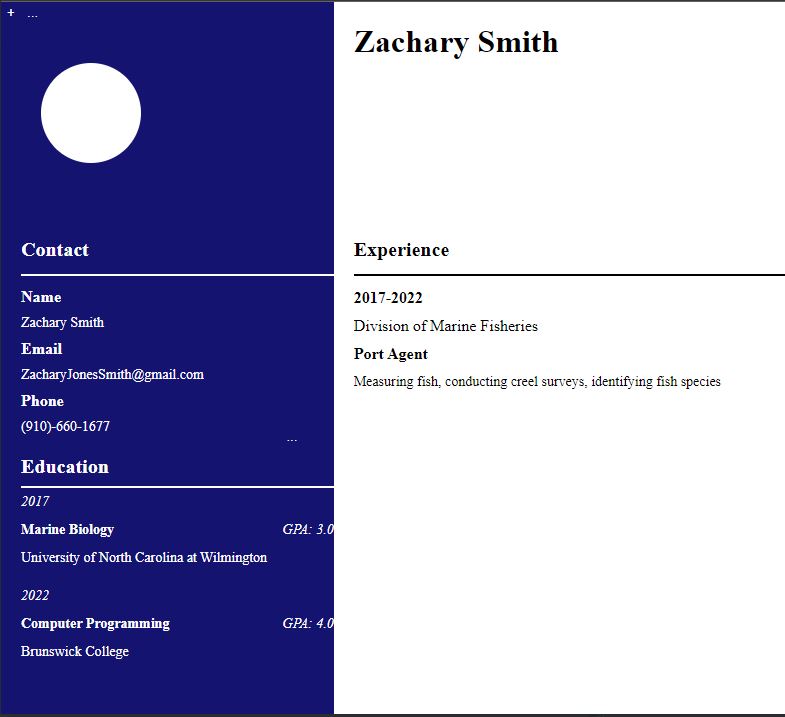 + ...
Zachary Smith
Contact
Name
Zachary Smith
Email
ZacharyJonesSmith@gmail.com
Phone
(910)-660-1677
...
Education
2017
Marine Biology GPA: 3.0
University of North Carolina at Wilmington
2022
Computer Programming GPA: 4.0
Brunswick College
Experience
2017-2022
Division of Marine Fisheries
Port Agent
Measuring fish, conducting creel surveys, identifying fish species